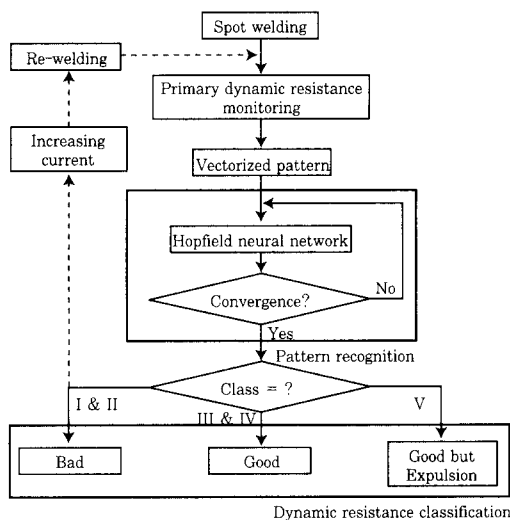 Spot welding
Re-welding
Primary dynamic resistance
monitoring
Increasing
current
Vectorized pattern
Hopfield neural network
No
Convergence?
Yes
Pattern recognition
Class = ?
I & II
III & IV
V
Bad
Good
Good but
Expulsion
Dynamic resistance classification